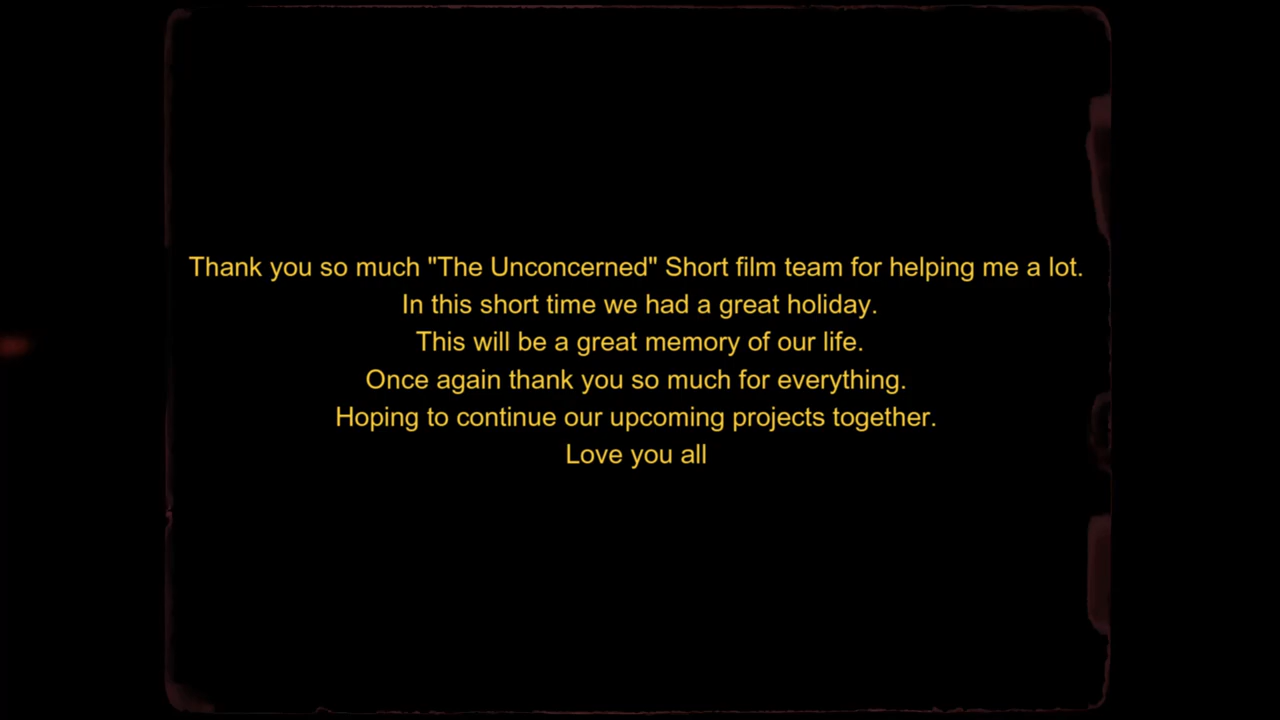 Thank you so much "The Unconcerned" Short film team for helping me a lot.
In this short time we had a great holiday.
This will be a great memory of our life.
Once again thank you so much for everything.
Hoping to continue our upcoming projects together.
Love you all